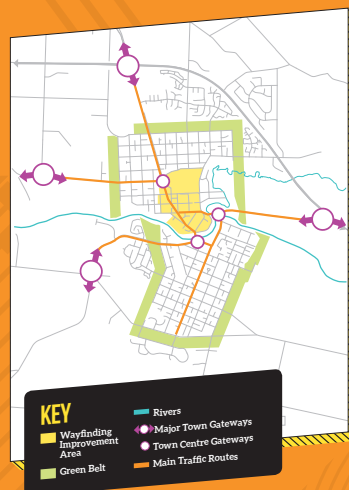 KEY
Wayfinding
Improvement
Area
Green Belt
Rivers
Major Town Gateways
Town Centre Gateways
Main Traffic Routes